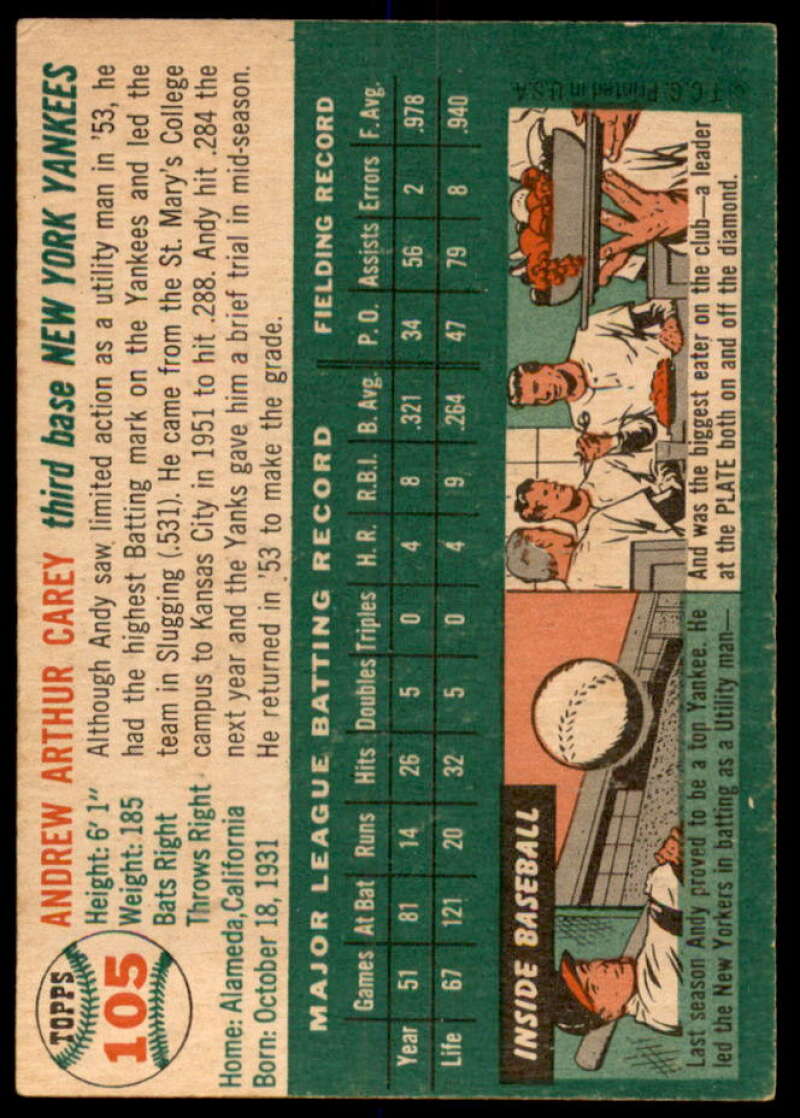 TOPPS
105
ANDREW ARTHUR CAREY third base NEW YORK YANKEES
Height: 6' 1"
Weight: 185
Bats Right
Throws Right
Home: Alameda, California
Born: October 18, 1931
Although Andy saw limited action as a utility man in '53, he
had the highest Batting mark on the Yankees and led the
team in Slugging (.531). He came from the St. Mary's College
campus to Kansas City in 1951 to hit .288. Andy hit .284 the
next year and the Yanks gave him a brief trial in mid-season.
He returned in '53 to make the grade.
MAJOR LEAGUE BATTING RECORD FIELDING RECORD
Games At Bat Runs Hits Doubles Triples H. R. R.B.I. B. Avg. P. O. Assists Errors F. Avg.
Year 51 81 14 26 5 0 4 8 .321 34 56 2 .978
Life 67 121 20 32 5 0 4 9 .264 47 79 8 .940
INSIDE BASEBALL
Last season Andy proved to be a top Yankee. He
led the New Yorkers in batting as a Utility man—
And was the biggest eater on the club—a leader
at the PLATE both on and off the diamond.
© T. C. G. Printed in U.S.A.